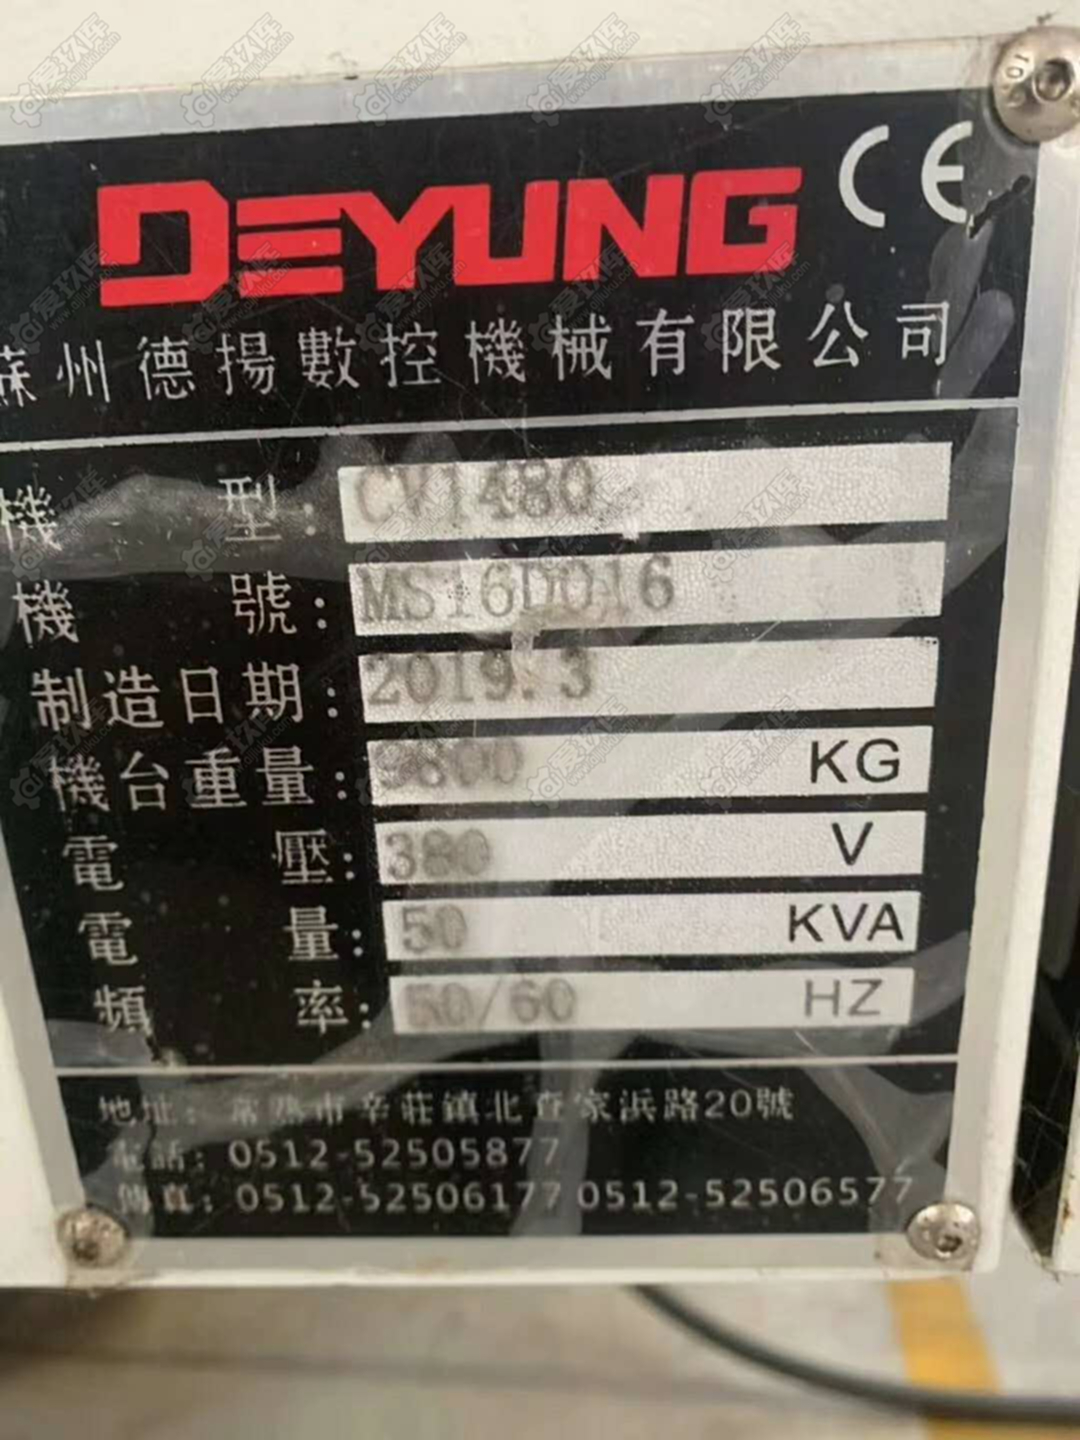 DEYUNG CE
蘇州德揚數控機械有限公司
機型: CV1480
機號: MS16D016
制造日期: 2019.3
機台重量: 9800 KG
電壓: 380 V
電量: 50 KVA
頻率: 50/60 HZ
地址: 常熟市辛莊鎮北 家浜路20號
電話: 0512-52505877
傳真: 0512-52506177 0512-52506577